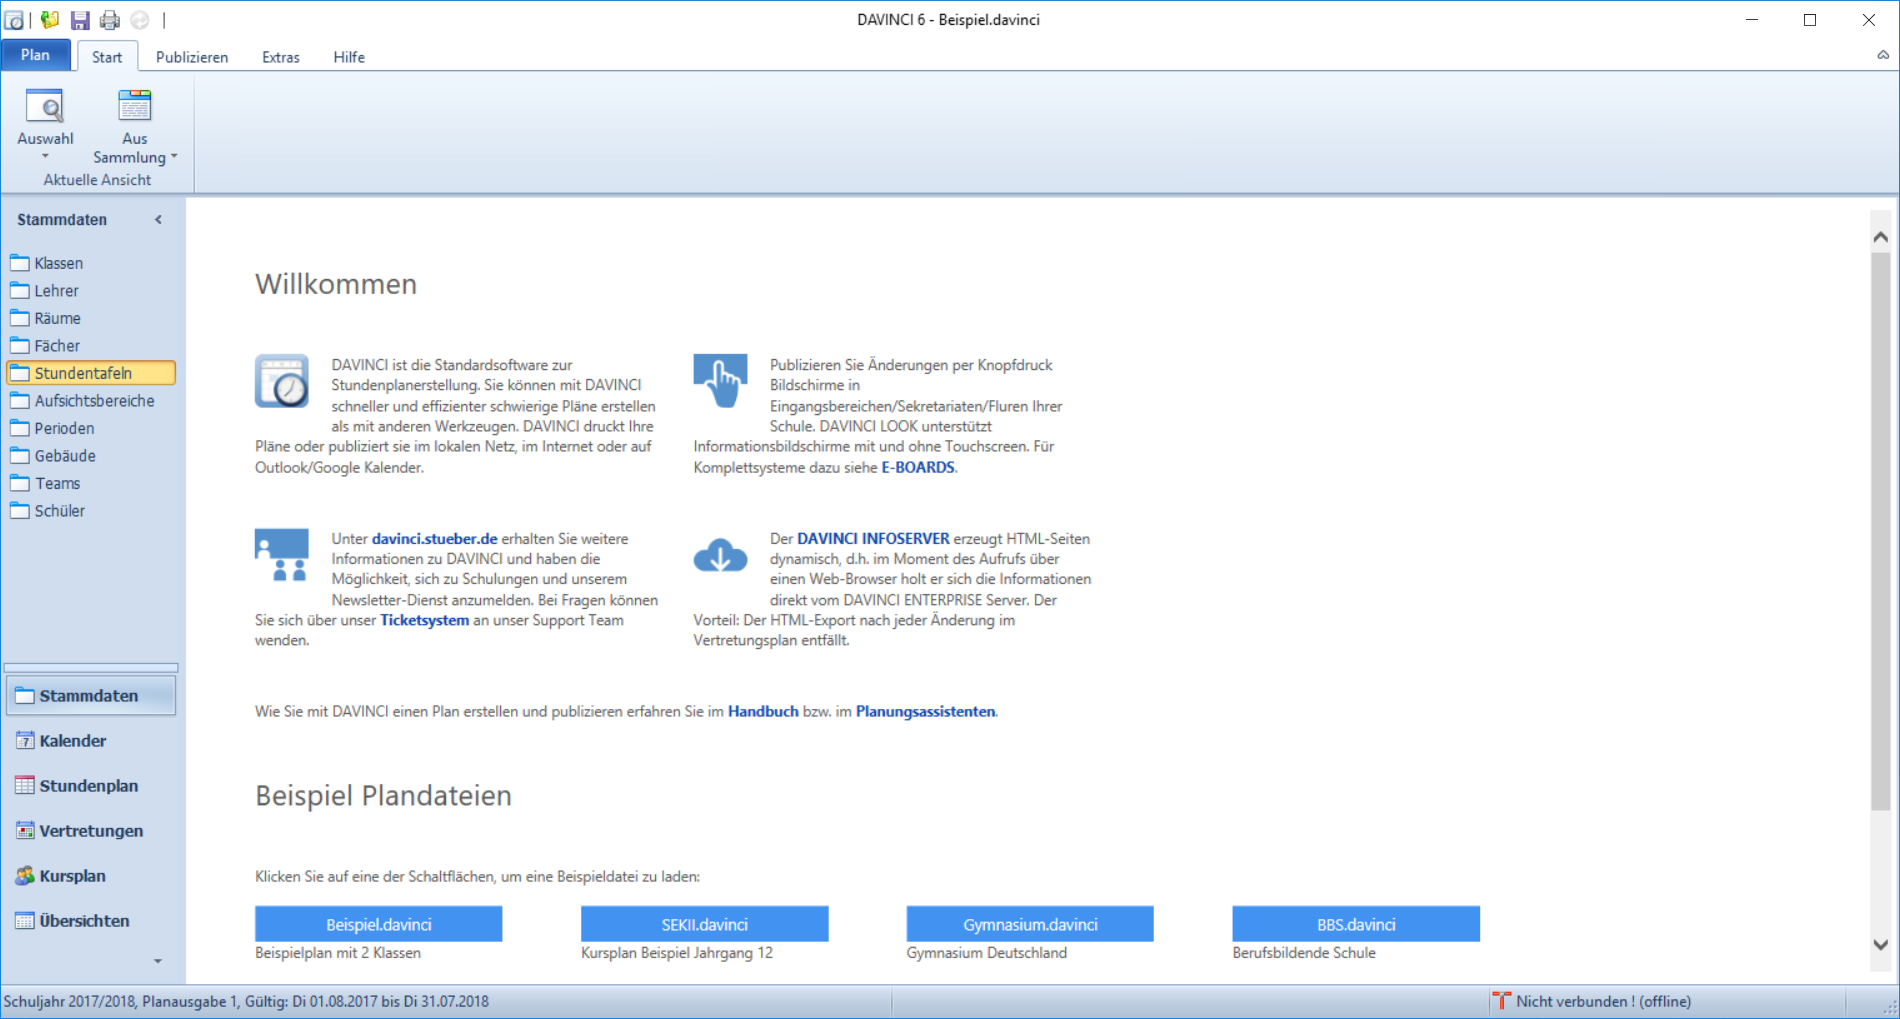 DAVINCI 6 - Beispiel.davinci
Plan
Start
Publizieren
Extras
Hilfe
Auswahl
Aus
Sammlung
Aktuelle Ansicht
Stammdaten
Klassen
Lehrer
Räume
Fächer
Stundentafeln
Aufsichtsbereiche
Perioden
Gebäude
Teams
Schüler
Stammdaten
7
Kalender
Stundenplan
Vertretungen
Kursplan
Übersichten
Willkommen
DAVINCI ist die Standardsoftware zur
Stundenplanerstellung. Sie können mit DAVINCI
schneller und effizienter schwierige Pläne erstellen
als mit anderen Werkzeugen. DAVINCI druckt Ihre
Pläne oder publiziert sie im lokalen Netz, im Internet oder auf
Outlook/Google Kalender.
Publizieren Sie Änderungen per Knopfdruck
Bildschirme in
Eingangsbereichen/Sekretariaten/Fluren Ihrer
Schule. DAVINCI LOOK unterstützt
Informationsbildschirme mit und ohne Touchscreen. Für
Komplettsysteme dazu siehe E-BOARDS.
Unter davinci.stueber.de erhalten Sie weitere
Informationen zu DAVINCI und haben die
Möglichkeit, sich zu Schulungen und unserem
Newsletter-Dienst anzumelden. Bei Fragen können
Sie sich über unser Ticketsystem an unser Support Team
wenden.
Der DAVINCI INFOSERVER erzeugt HTML-Seiten
dynamisch, d.h. im Moment des Aufrufs über
einen Web-Browser holt er sich die Informationen
direkt vom DAVINCI ENTERPRISE Server. Der
Vorteil: Der HTML-Export nach jeder Änderung im
Vertretungsplan entfällt.
Wie Sie mit DAVINCI einen Plan erstellen und publizieren erfahren Sie im Handbuch bzw. im Planungsassistenten.
Beispiel Plandateien
Klicken Sie auf eine der Schaltflächen, um eine Beispieldatei zu laden:
Beispiel.davinci
Beispielplan mit 2 Klassen
SEKII.davinci
Kursplan Beispiel Jahrgang 12
Gymnasium.davinci
Gymnasium Deutschland
BBS.davinci
Berufsbildende Schule
Schuljahr 2017/2018, Planausgabe 1, Gültig: Di 01.08.2017 bis Di 31.07.2018
Nicht verbunden ! (offline)